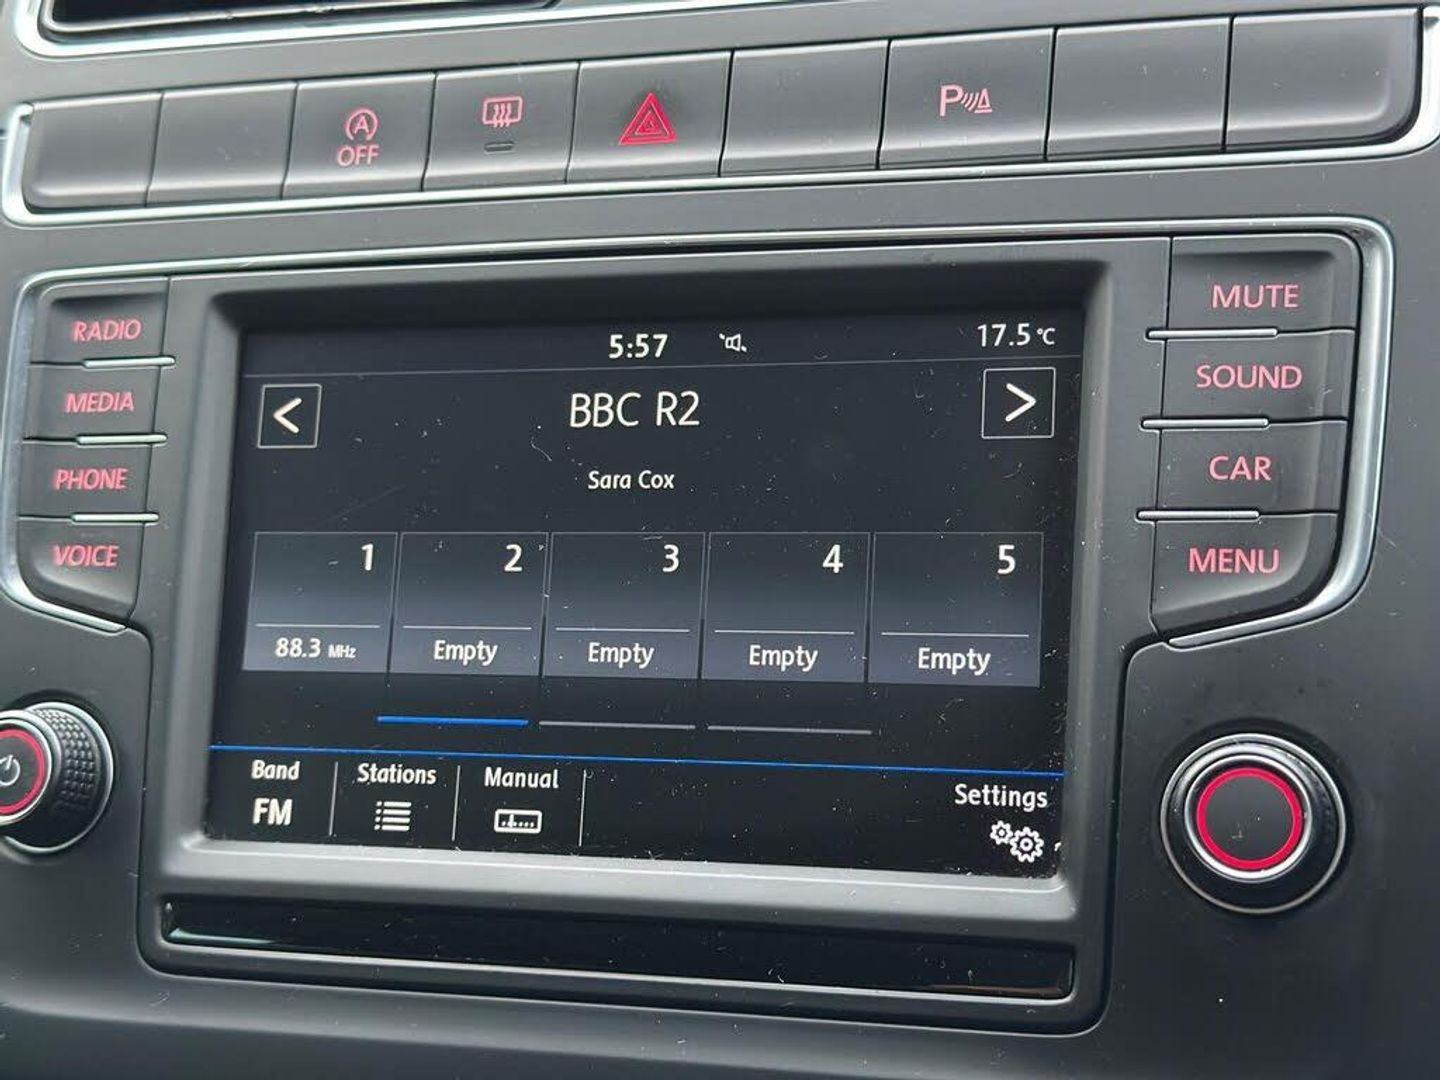 OFF
P
RADIO
MEDIA
PHONE
VOICE
5:57
17.5 °C
BBC R2
Sara Cox
1 2 3 4 5
88.3 MHz Empty Empty Empty Empty
Band Stations Manual Settings
FM
MUTE
SOUND
CAR
MENU